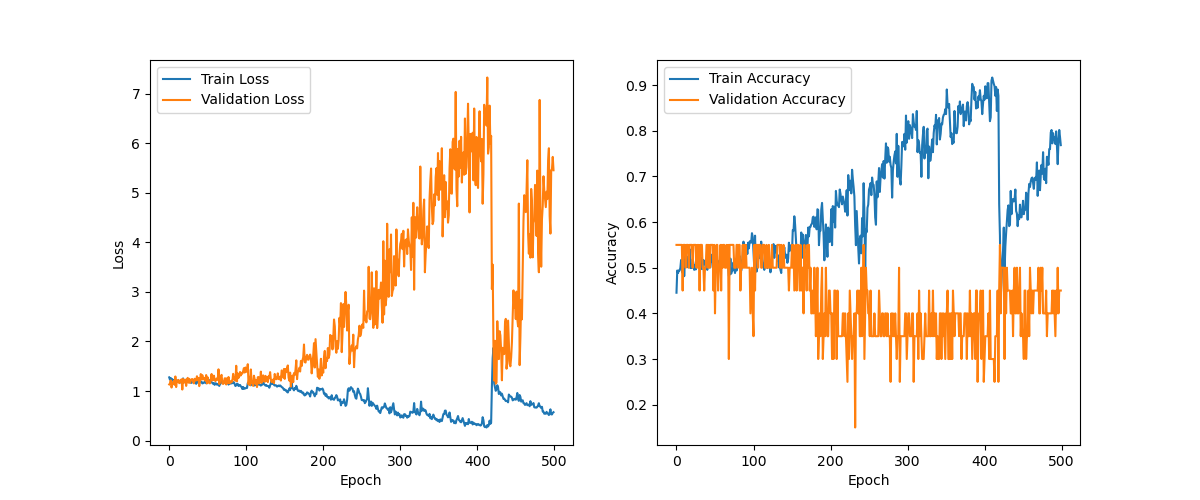 Train Loss
Validation Loss
Loss
7
6
5
4
3
2
1
0
0 100 200 300 400 500
Epoch
Train Accuracy
Validation Accuracy
Accuracy
0.9
0.8
0.7
0.6
0.5
0.4
0.3
0.2
0 100 200 300 400 500
Epoch